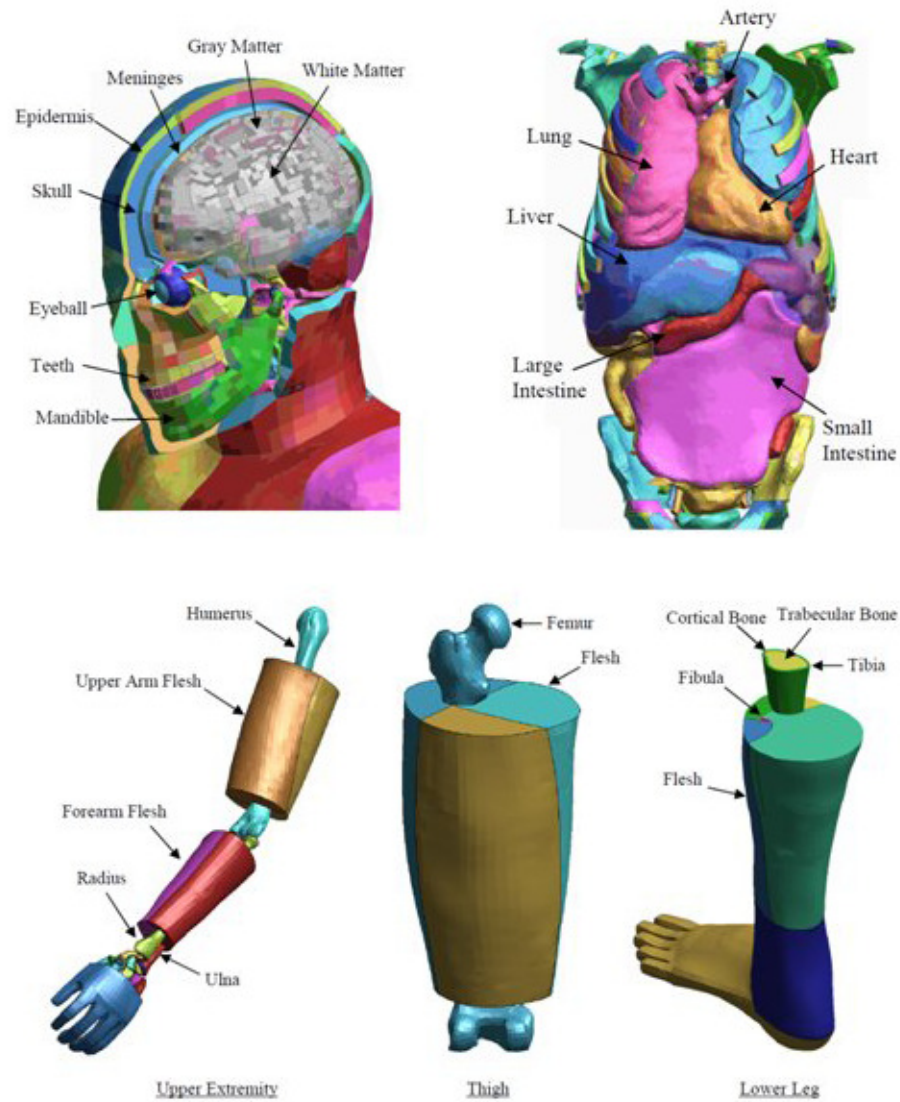 Gray Matter
Meninges
White Matter
Epidermis
Skull
Eyeball
Teeth
Mandible
Artery
Lung
Heart
Liver
Large
Intestine
Small
Intestine
Humerus
Upper Arm Flesh
Forearm Flesh
Radius
Ulna
Upper Extremity
Femur
Flesh
Thigh
Cortical Bone
Trabecular Bone
Tibia
Fibula
Flesh
Lower Leg